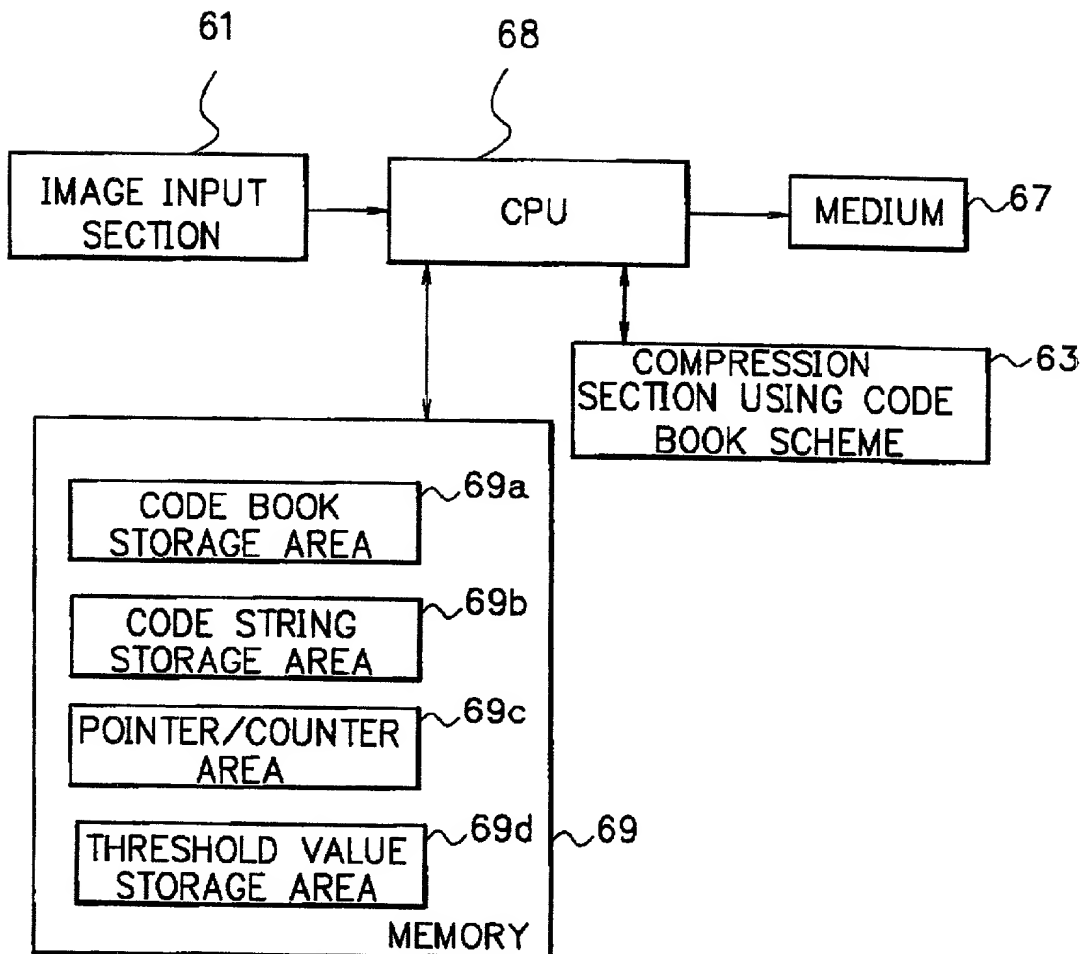 61
68
IMAGE INPUT
SECTION
CPU
MEDIUM
67
COMPRESSION
SECTION USING CODE
BOOK SCHEME
63
CODE BOOK
STORAGE AREA
69a
CODE STRING
STORAGE AREA
69b
POINTER/COUNTER
AREA
69c
THRESHOLD VALUE
STORAGE AREA
69d
69
MEMORY